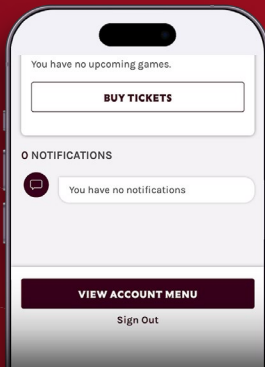 You have no upcoming games.
BUY TICKETS
0 NOTIFICATIONS
You have no notifications
VIEW ACCOUNT MENU
Sign Out